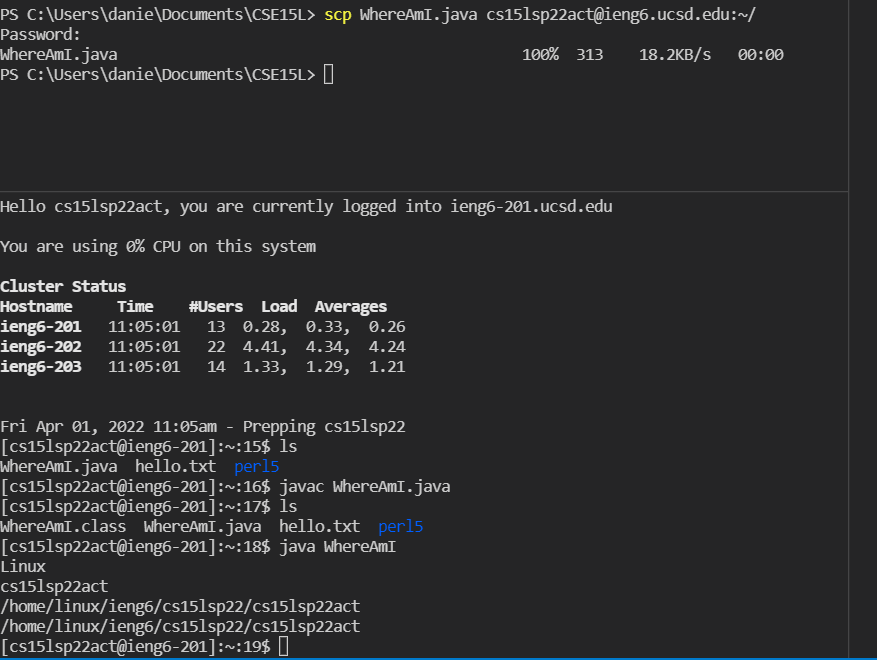 PS C:\Users\danie\Documents\CSE15L> scp WhereAmI.java cs15lsp22act@ieng6.ucsd.edu:~/
Password:
WhereAmI.java 100% 313 18.2KB/s 00:00
PS C:\Users\danie\Documents\CSE15L>
Hello cs15lsp22act, you are currently logged into ieng6-201.ucsd.edu
You are using 0% CPU on this system
Cluster Status
Hostname Time #Users Load Averages
ieng6-201 11:05:01 13 0.28, 0.33, 0.26
ieng6-202 11:05:01 22 4.41, 4.34, 4.24
ieng6-203 11:05:01 14 1.33, 1.29, 1.21
Fri Apr 01, 2022 11:05am - Prepping cs15lsp22
[cs15lsp22act@ieng6-201]:~:15$ ls
WhereAmI.java hello.txt perl5
[cs15lsp22act@ieng6-201]:~:16$ javac WhereAmI.java
[cs15lsp22act@ieng6-201]:~:17$ ls
WhereAmI.class WhereAmI.java hello.txt perl5
[cs15lsp22act@ieng6-201]:~:18$ java WhereAmI
Linux
cs15lsp22act
/home/linux/ieng6/cs15lsp22/cs15lsp22act
/home/linux/ieng6/cs15lsp22/cs15lsp22act
[cs15lsp22act@ieng6-201]:~:19$